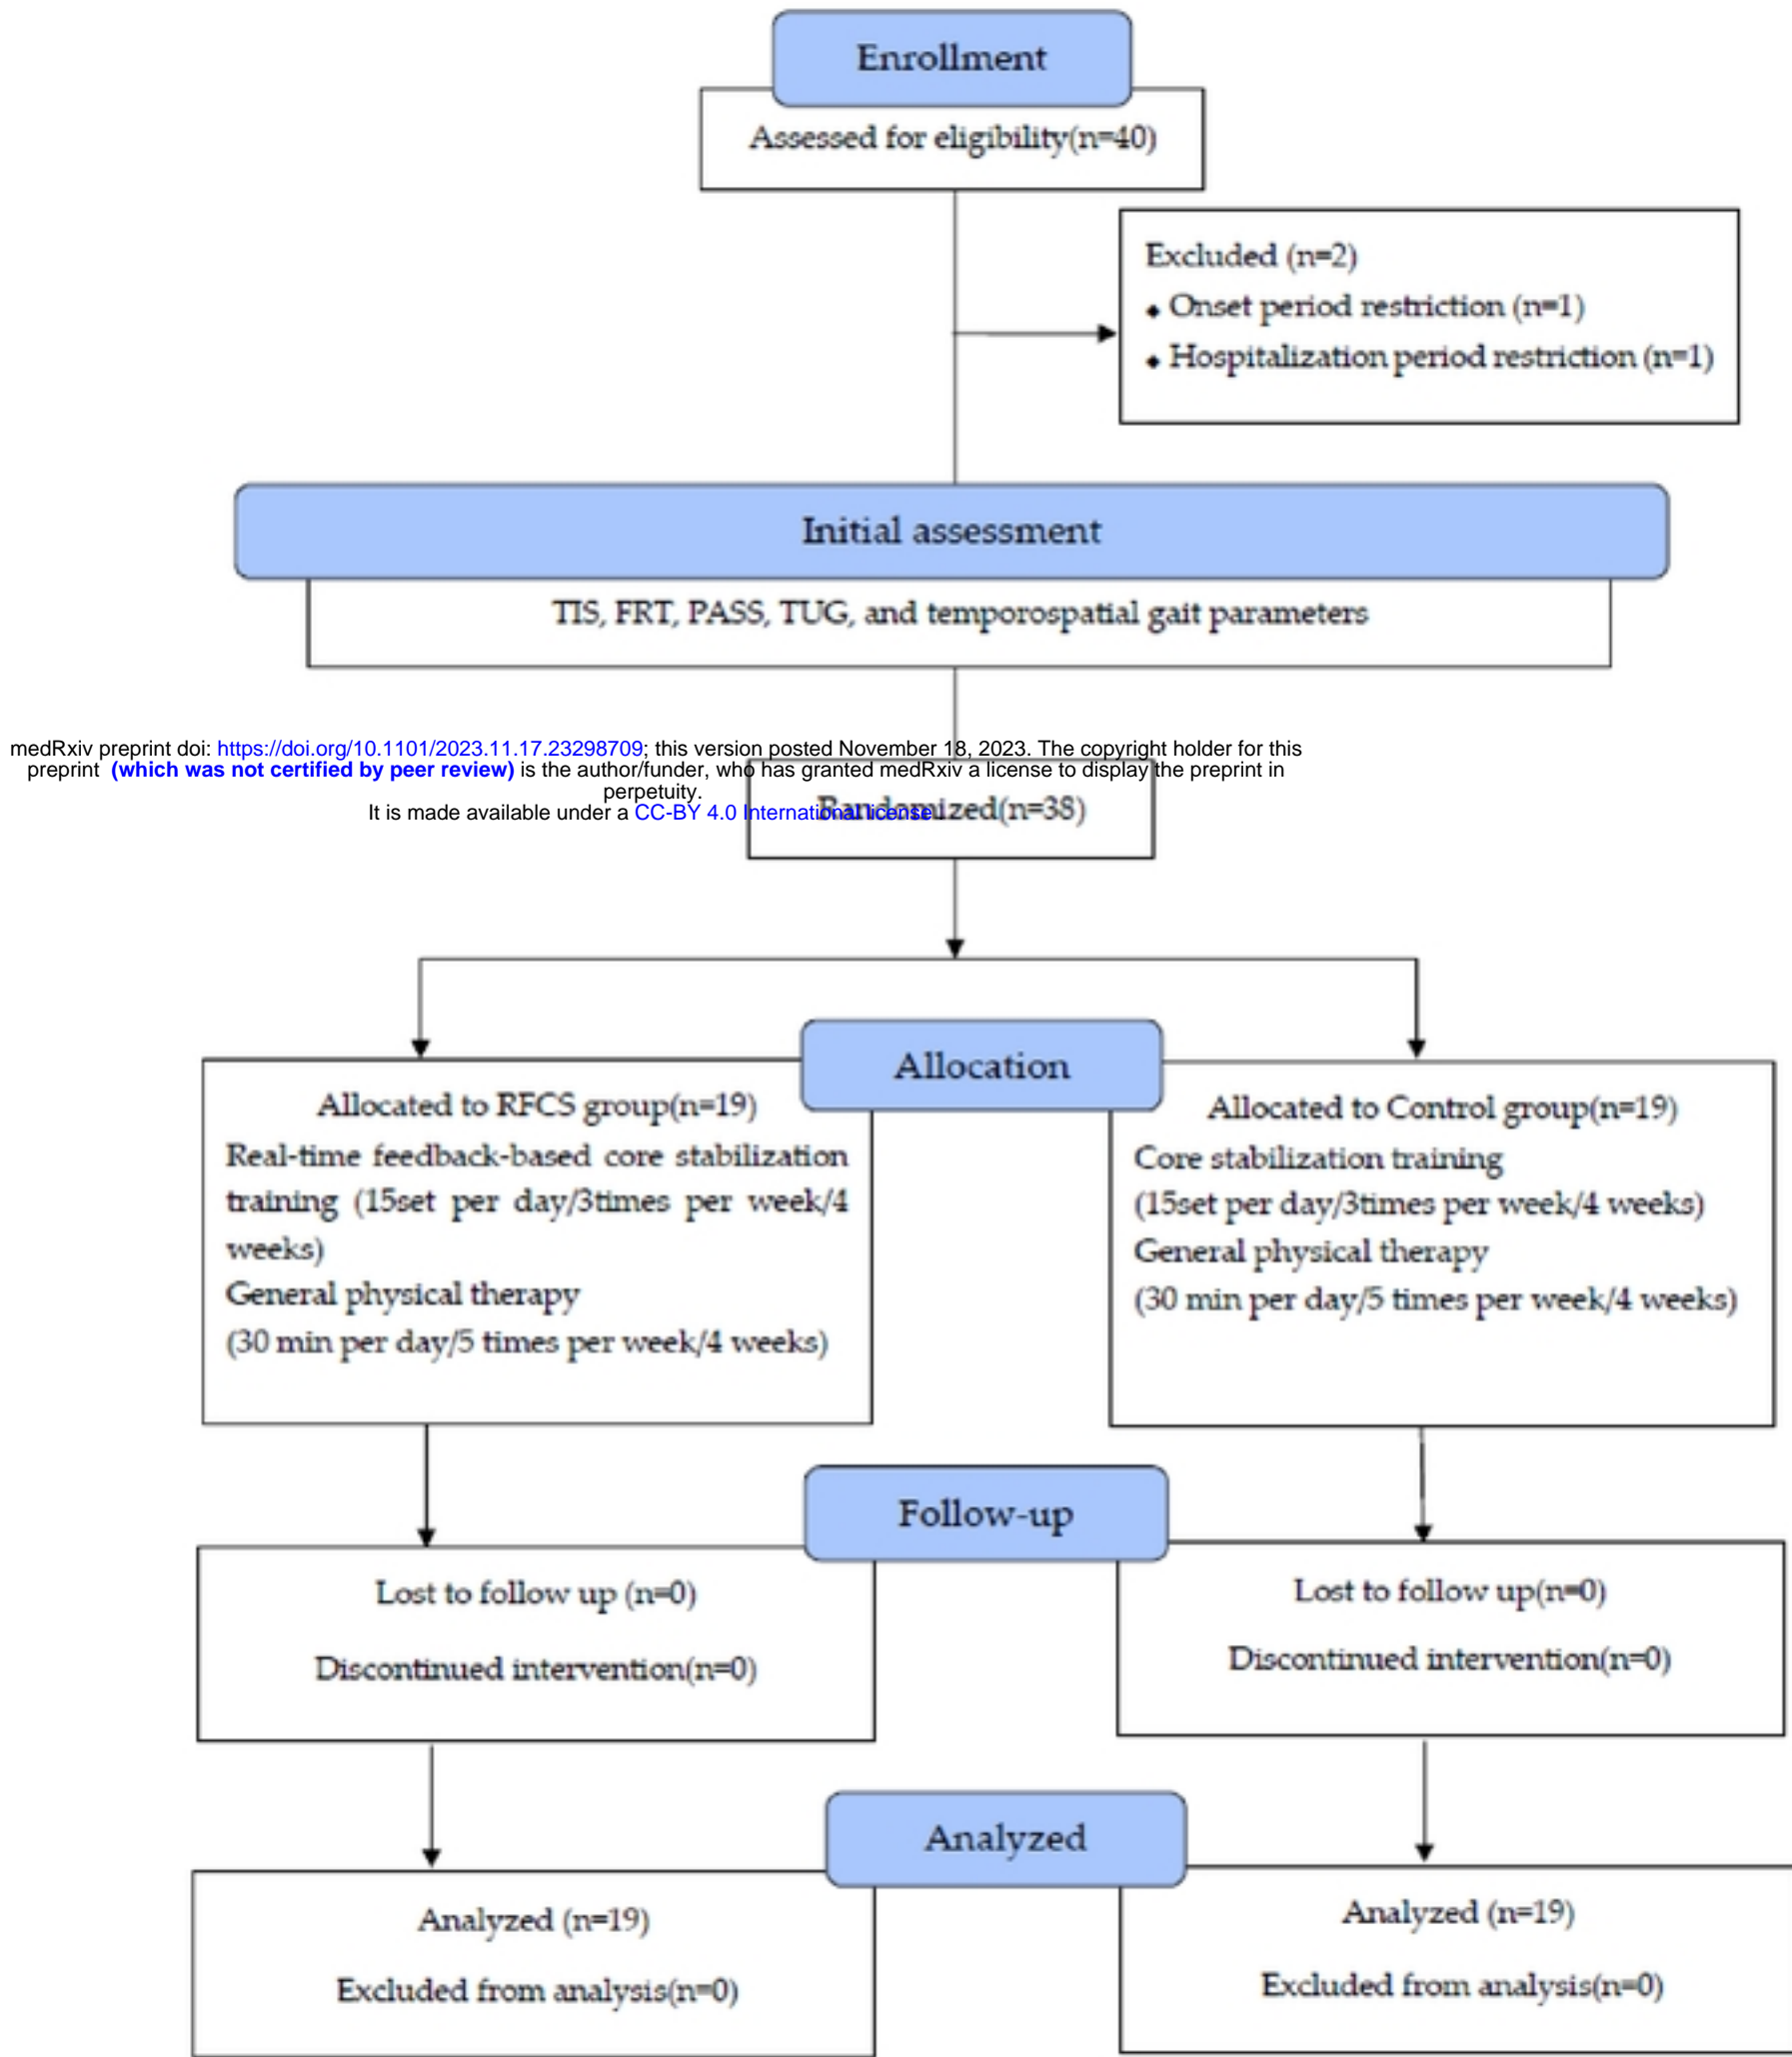 Enrollment
Assessed for eligibility(n=40)
Excluded (n=2)
⬥ Onset period restriction (n=1)
⬥ Hospitalization period restriction (n=1)
Initial assessment
TIS, FRT, PASS, TUG, and temporospatial gait parameters
medRxiv preprint doi: https://doi.org/10.1101/2023.11.17.23298709; this version posted November 18, 2023. The copyright holder for this
preprint (which was not certified by peer review) is the author/funder, who has granted medRxiv a license to display the preprint in
perpetuity.
It is made available under a CC-BY 4.0 International license.
Randomized(n=38)
Allocation
Allocated to RFCS group(n=19)
Real-time feedback-based core stabilization
training (15set per day/3times per week/4
weeks)
General physical therapy
(30 min per day/5 times per week/4 weeks)
Allocated to Control group(n=19)
Core stabilization training
(15set per day/3times per week/4 weeks)
General physical therapy
(30 min per day/5 times per week/4 weeks)
Follow-up
Lost to follow up (n=0)
Discontinued intervention(n=0)
Lost to follow up(n=0)
Discontinued intervention(n=0)
Analyzed
Analyzed (n=19)
Excluded from analysis(n=0)
Analyzed (n=19)
Excluded from analysis(n=0)